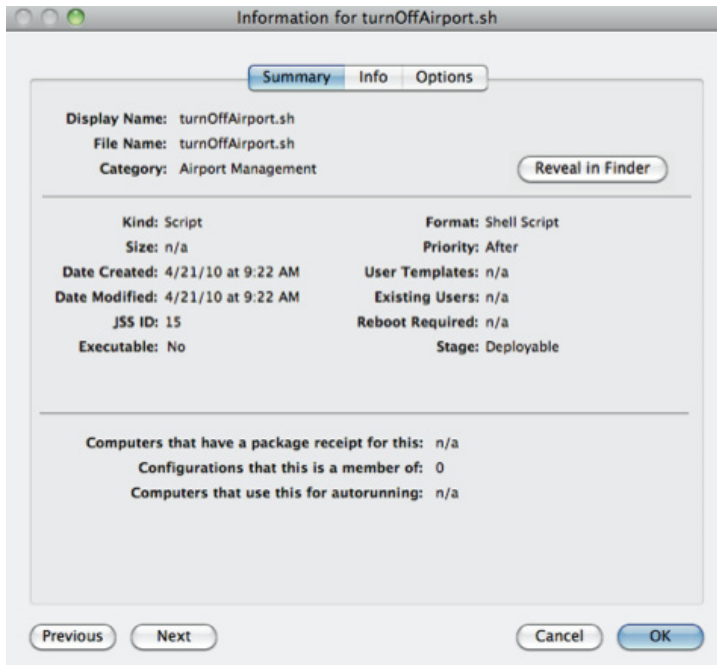 Information for turnOffAirport.sh
Summary Info Options
Display Name: turnOffAirport.sh
File Name: turnOffAirport.sh
Category: Airport Management
Reveal in Finder
Kind: Script
Format: Shell Script
Size: n/a
Priority: After
Date Created: 4/21/10 at 9:22 AM
User Templates: n/a
Date Modified: 4/21/10 at 9:22 AM
Existing Users: n/a
JSS ID: 15
Reboot Required: n/a
Executable: No
Stage: Deployable
Computers that have a package receipt for this: n/a
Configurations that this is a member of: 0
Computers that use this for autorunning: n/a
Previous Next Cancel OK